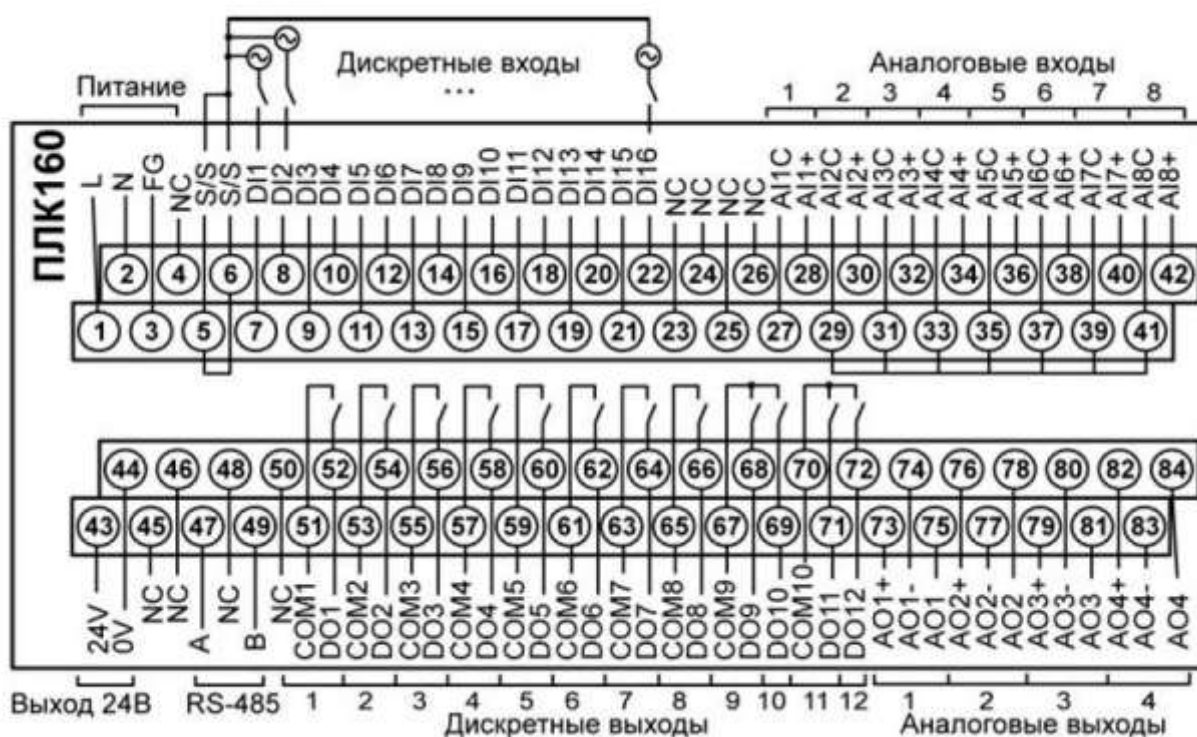 Дискретные входы
...
Аналоговые входы
Питание
1 2 3 4 5 6 7 8
ПЛК160
L N FG NC S/S S/S DI1 DI2 DI3 DI4 DI5 DI6 DI7 DI8 DI9 DI10 DI11 DI12 DI13 DI14 DI15 DI16 NC NC NC NC AI1C AI1+ AI2C AI2+ AI3C AI3+ AI4C AI4+ AI5C AI5+ AI6C AI6+ AI7C AI7+ AI8C AI8+
2 4 6 8 10 12 14 16 18 20 22 24 26 28 30 32 34 36 38 40 42
1 3 5 7 9 11 13 15 17 19 21 23 25 27 29 31 33 35 37 39 41
44 46 48 50 52 54 56 58 60 62 64 66 68 70 72 74 76 78 80 82 84
43 45 47 49 51 53 55 57 59 61 63 65 67 69 71 73 75 77 79 81 83
24V 0V NC NC A NC B NC COM1 DO1 COM2 DO2 COM3 DO3 COM4 DO4 COM5 DO5 COM6 DO6 COM7 DO7 COM8 DO8 COM9 DO9 DO10 COM10 DO11 DO12 AO1+ AO1- AO1 AO2+ AO2- AO2 AO3+ AO3- AO3 AO4+ AO4- AO4
Выход 24В RS-485 1 2 3 4 5 6 7 8 9 10 11 12 1 2 3 4
Дискретные выходы Аналоговые выходы